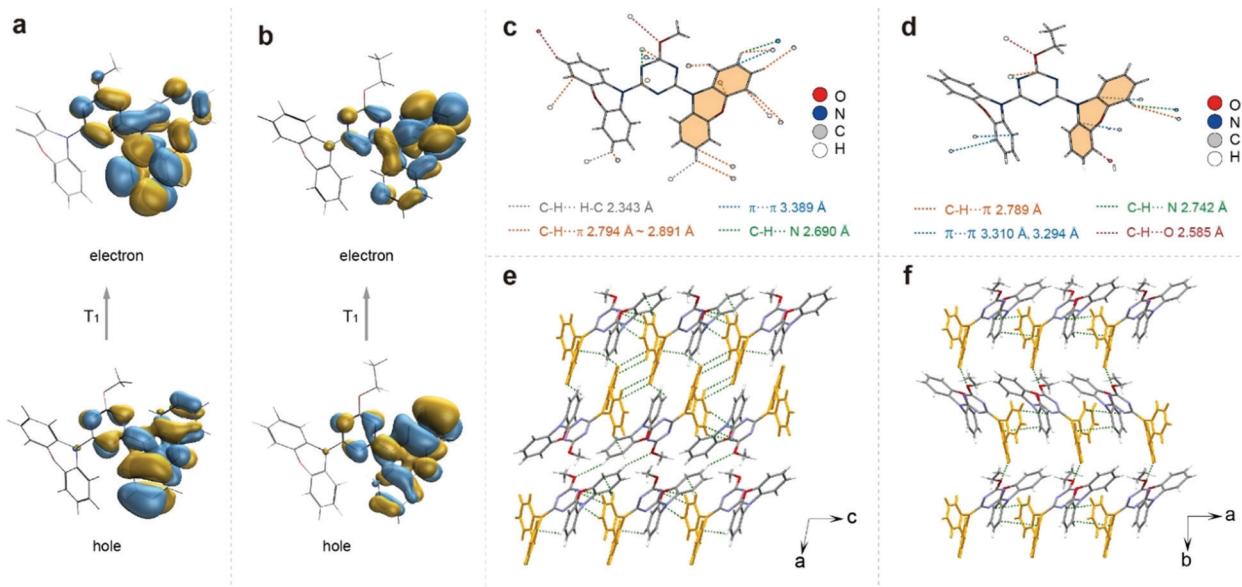 a
electron
T₁
hole
b
electron
T₁
hole
c
O
N
C
H
C-H··· H-C 2.343 Å
π···π 3.389 Å
C-H···π 2.794 Å ~ 2.891 Å
C-H··· N 2.690 Å
d
O
N
C
H
C-H···π 2.789 Å
C-H··· N 2.742 Å
π···π 3.310 Å, 3.294 Å
C-H···O 2.585 Å
e
c
a
f
a
b